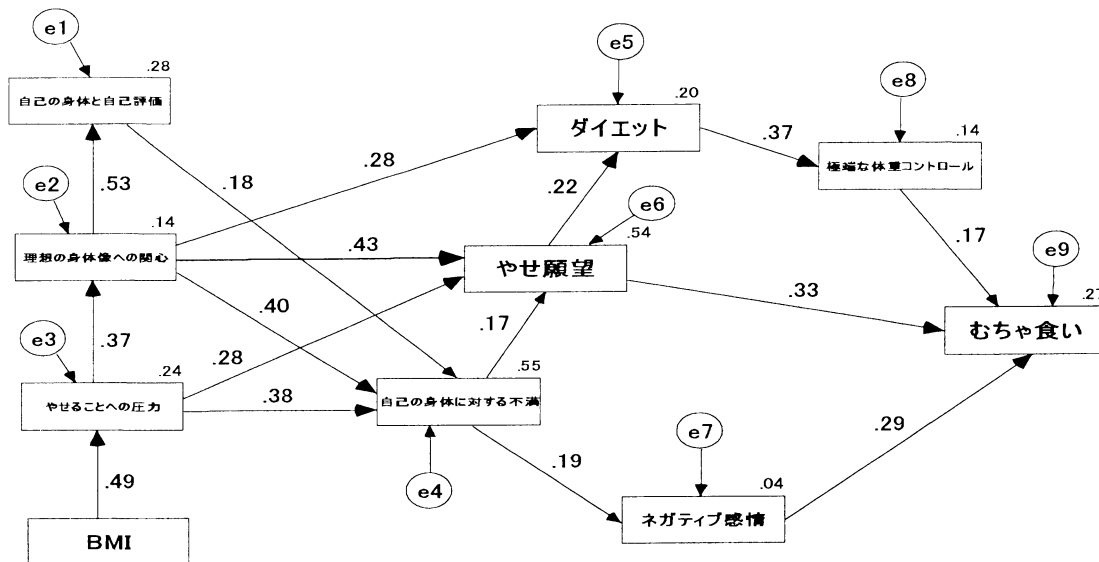 e1
.28
自己の身体と自己評価
e5
.20
ダイエット
e8
.14
極端な体重コントロール
.37
.28
.18
.53
e2
.14
理想の身体像への関心
.22
e6
.54
やせ願望
.43
.17
e9
.27
むちゃ食い
.33
.40
.17
.37
e3
.24
やせることへの圧力
.28
.38
.55
自己の身体に対する不満
e4
.49
BMI
.19
e7
.04
ネガティブ感情
.29